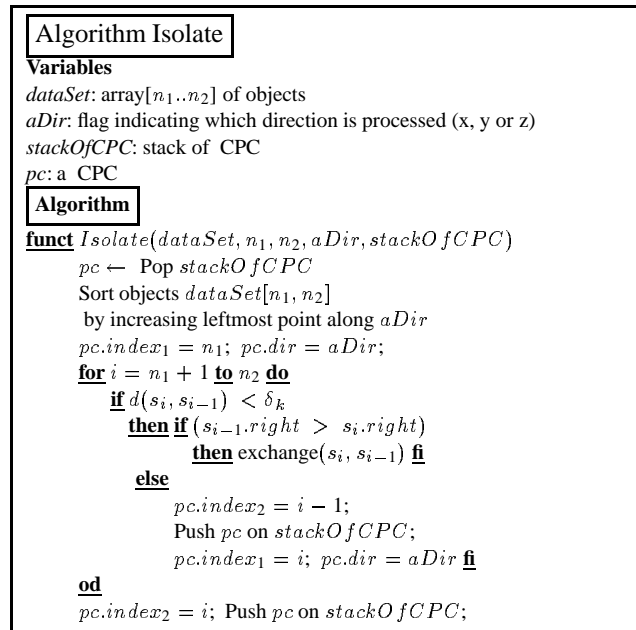 Algorithm Isolate
Variables
dataSet: array[n₁..n₂] of objects
aDir: flag indicating which direction is processed (x, y or z)
stackOfCPC: stack of CPC
pc: a CPC
Algorithm
funct Isolate(dataSet, n₁, n₂, aDir, stackOfCPC)
pc ← Pop stackOfCPC
Sort objects dataSet[n₁, n₂]
by increasing leftmost point along aDir
pc.index₁ = n₁; pc.dir = aDir;
for i = n₁ + 1 to n₂ do
if d(sᵢ, sᵢ₋₁) < δₖ
then if (sᵢ₋₁.right > sᵢ.right)
then exchange(sᵢ, sᵢ₋₁) fi
else
pc.index₂ = i − 1;
Push pc on stackOfCPC;
pc.index₁ = i; pc.dir = aDir fi
od
pc.index₂ = i; Push pc on stackOfCPC;